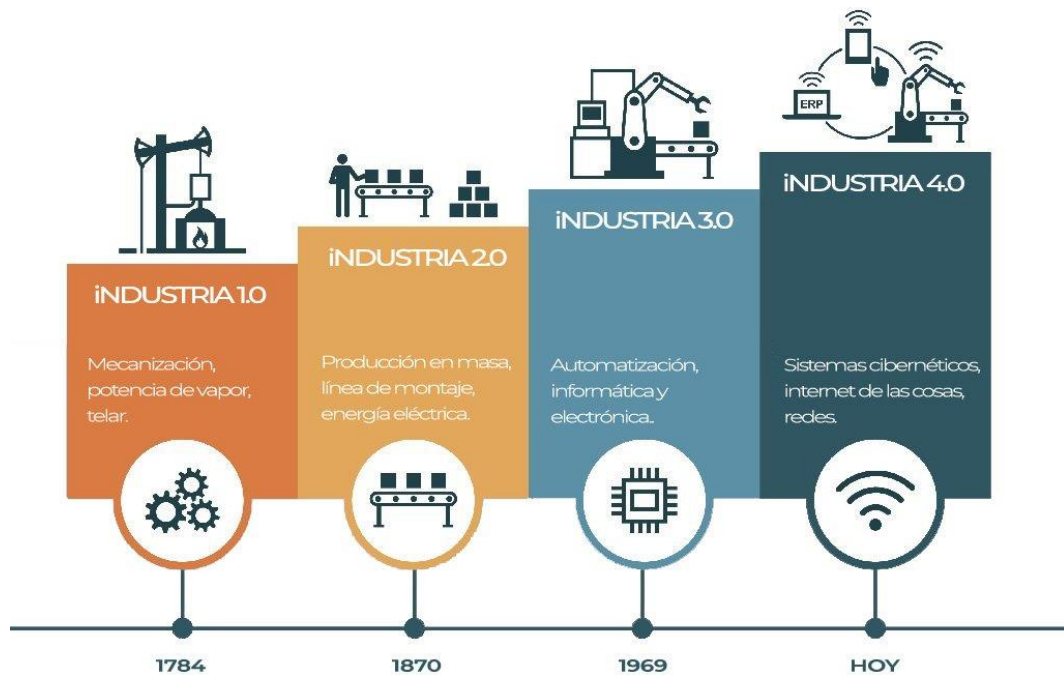 ERP
iNDUSTRIA 1.0
Mecanización,
potencia de vapor,
telar.
iNDUSTRIA 2.0
Producción en masa,
línea de montaje,
energía eléctrica.
iNDUSTRIA 3.0
Automatización,
informática y
electrónica..
iNDUSTRIA 4.0
Sistemas cibernéticos,
internet de las cosas,
redes.
1784
1870
1969
HOY